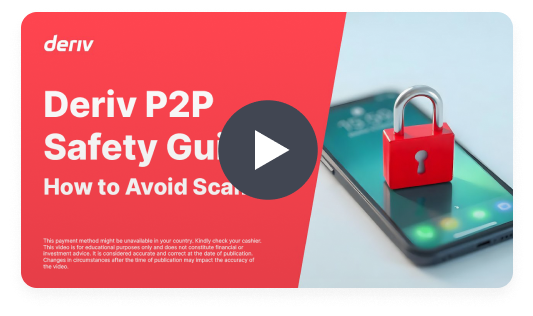 deriv
Deriv P2P
Safety Gui
How to Avoid Scam
This payment method might be unavailable in your country. Kindly check your cashier.
This video is for educational purposes only and does not constitute financial or
investment advice. It is considered accurate and correct at the date of publication.
Changes in circumstances after the time of publication may impact the accuracy of
the video.